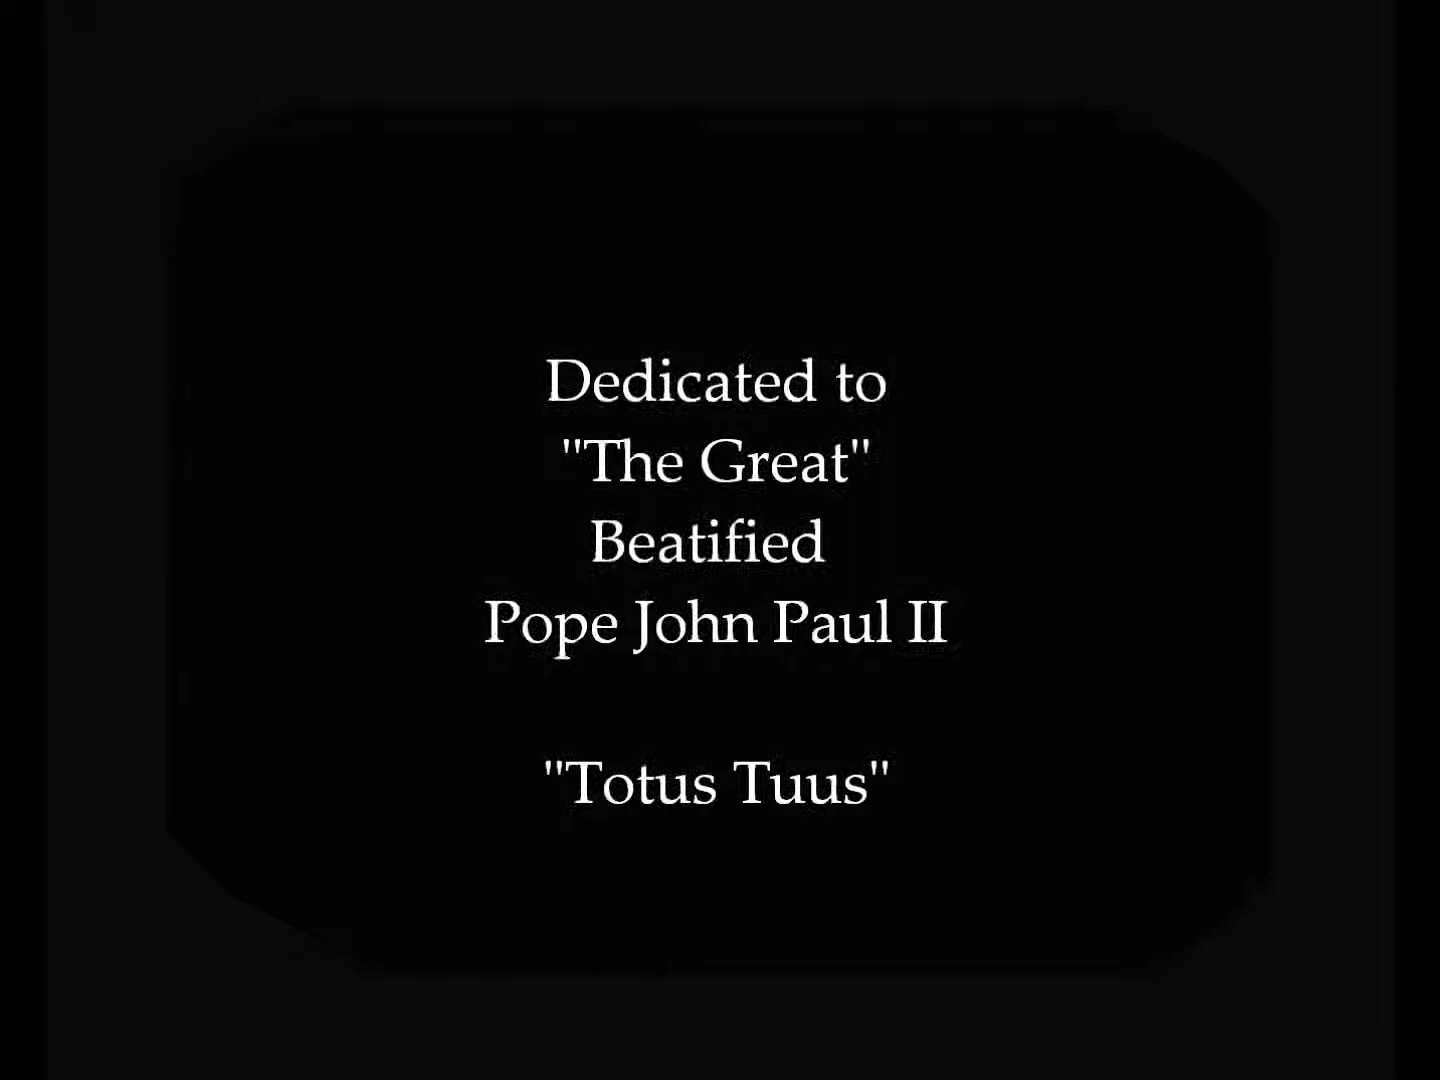 Dedicated to
"The Great"
Beatified
Pope John Paul II
"Totus Tuus"